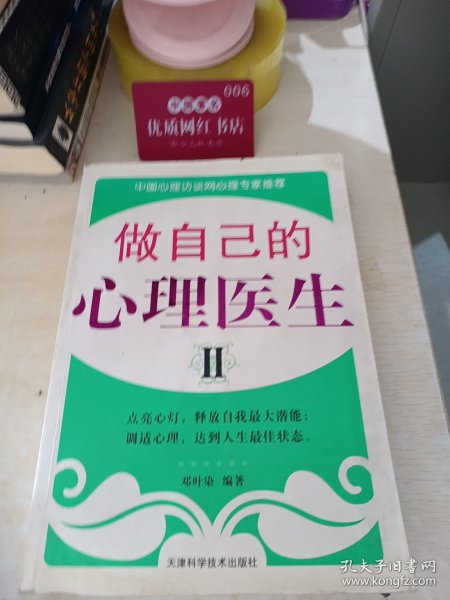 006
优质网红书店
中国心理访谈网心理专家推荐
做自己的
心理医生
II
点亮心灯，释放自我最大潜能；
调适心理，达到人生最佳状态。
邓叶染 编著
天津科学技术出版社
孔夫子旧书网
www.kongfz.com